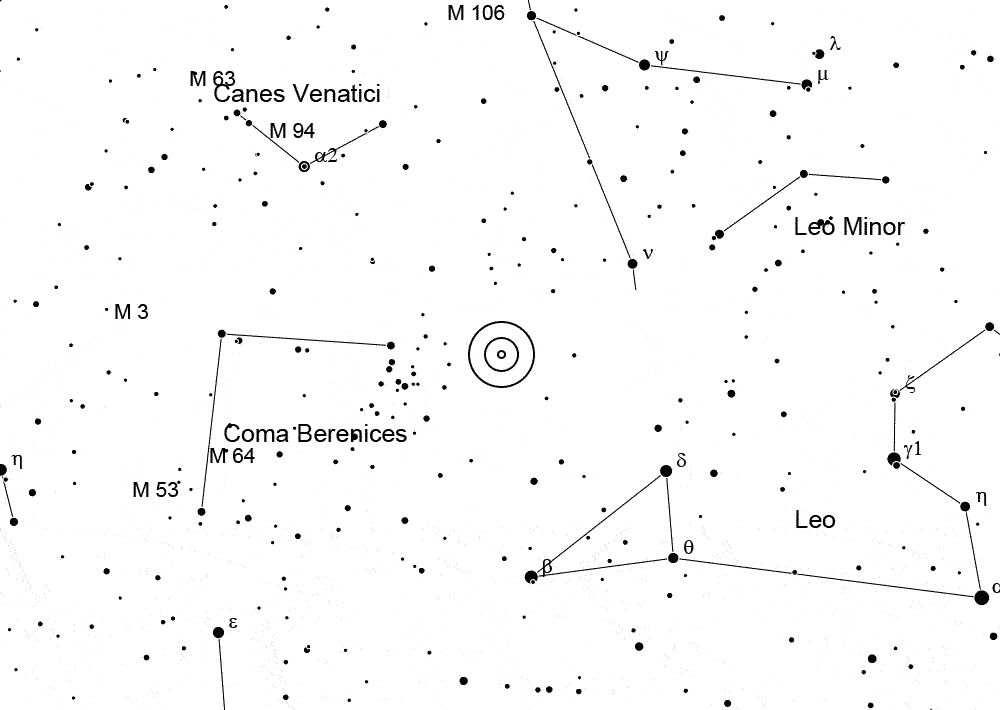 M 106
λ
ψ
μ
M 63
Canes Venatici
M 94
α2
Leo Minor
ν
M 3
ζ
Coma Berenices
γ1
M 64
η
δ
M 53
η
Leo
θ
β
α
ε